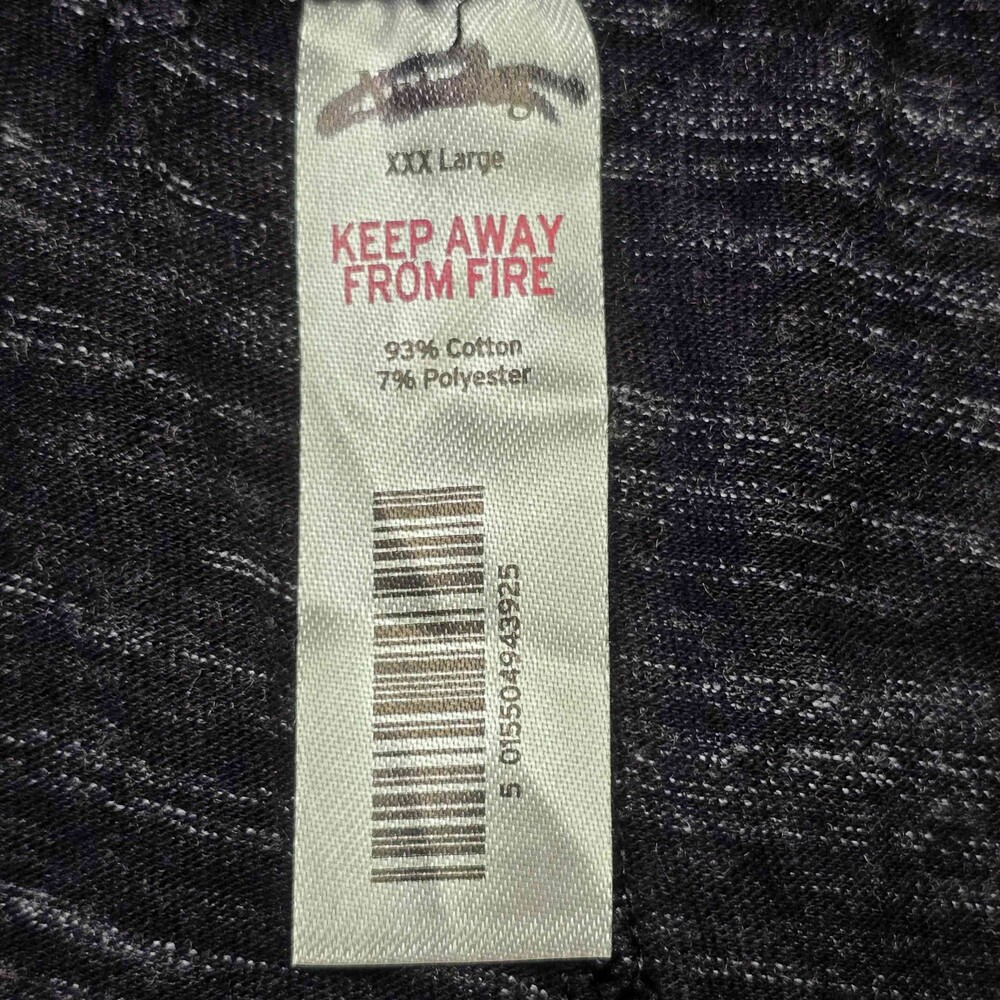 XXX Large
KEEP AWAY
FROM FIRE
93% Cotton
7% Polyester
5 015504943925